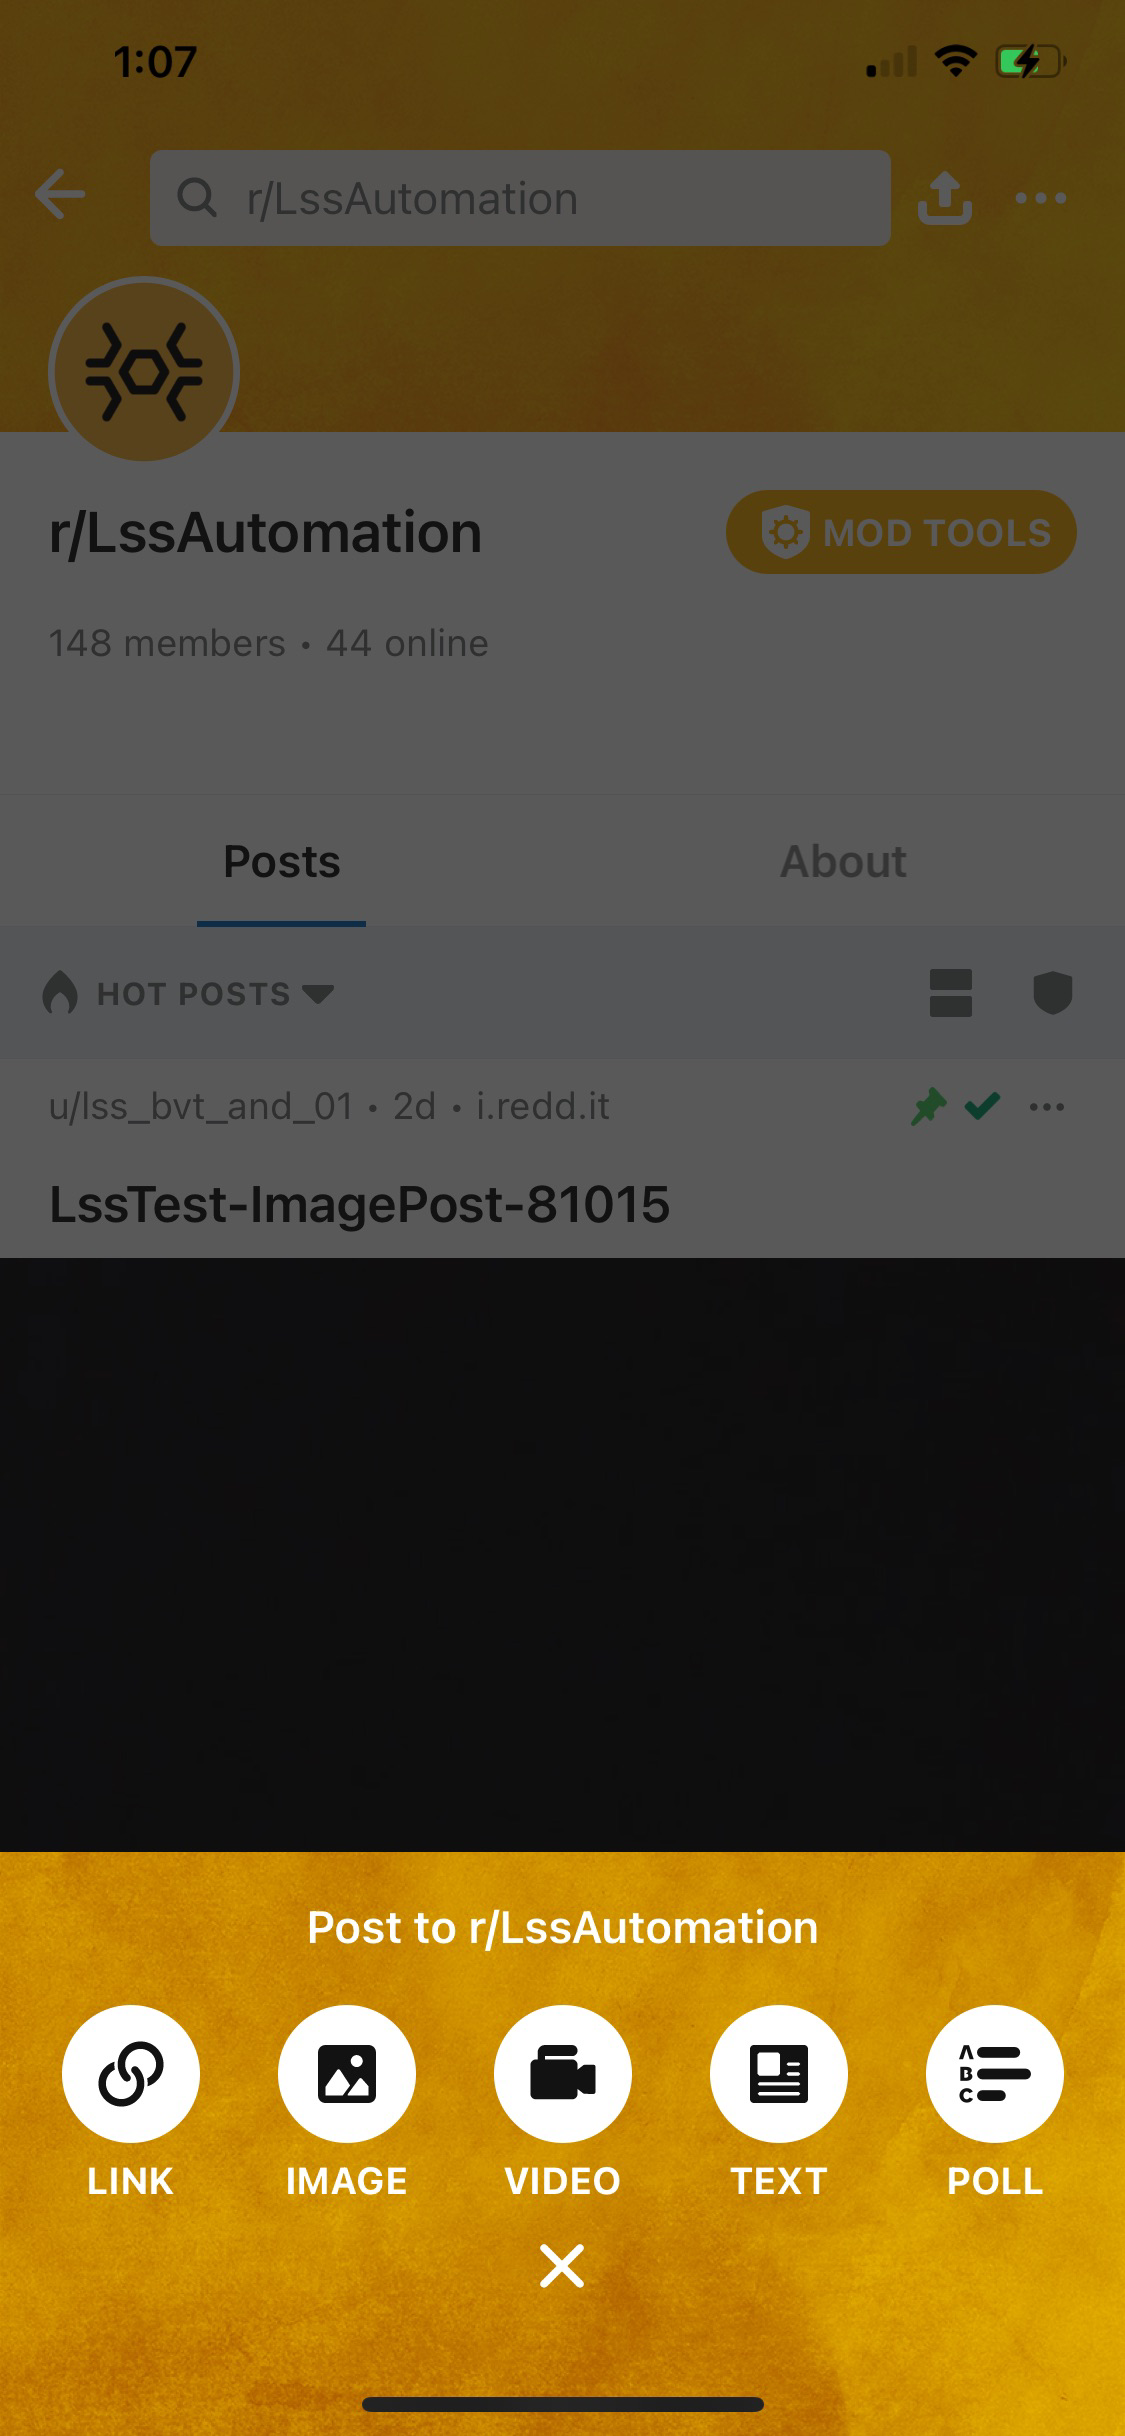 1:07
r/LssAutomation
r/LssAutomation
MOD TOOLS
148 members • 44 online
Posts
About
HOT POSTS
u/lss_bvt_and_01 • 2d • i.redd.it
LssTest-ImagePost-81015
Post to r/LssAutomation
A
B
C
LINK
IMAGE
VIDEO
TEXT
POLL